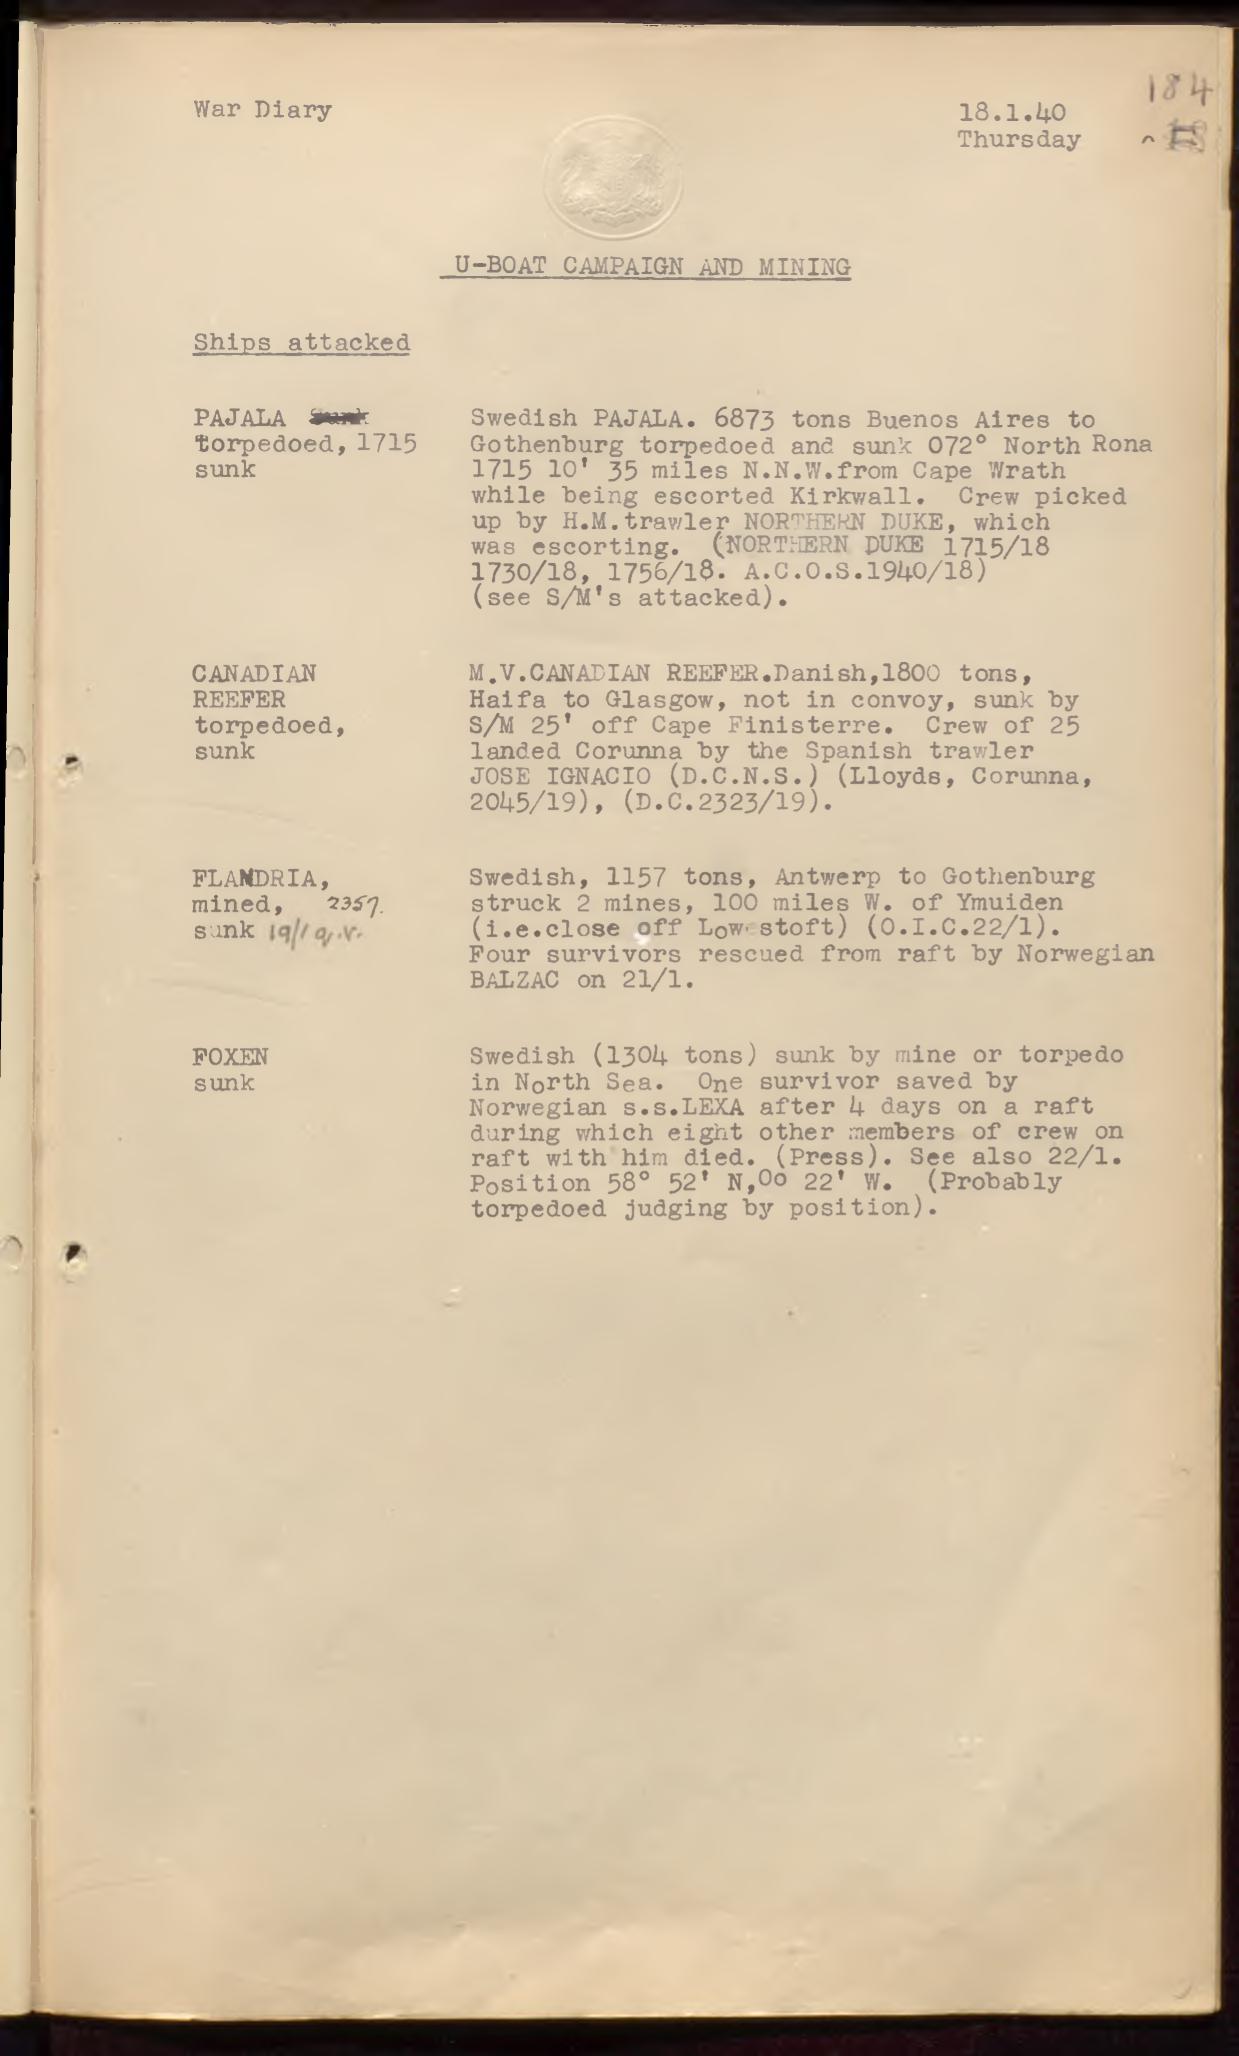 184
War Diary
18.1.40
Thursday
U-BOAT CAMPAIGN AND MINING
Ships attacked
PAJALA
torpedoed, 1715
sunk
Swedish PAJALA. 6873 tons Buenos Aires to
Gothenburg torpedoed and sunk 072° North Rona
1715 10' 35 miles N.N.W.from Cape Wrath
while being escorted Kirkwall. Crew picked
up by H.M.trawler NORTHERN DUKE, which
was escorting. (NORTHERN DUKE 1715/18
1730/18, 1756/18. A.C.O.S.1940/18)
(see S/M's attacked).
CANADIAN
REEFER
torpedoed,
sunk
M.V.CANADIAN REEFER.Danish,1800 tons,
Haifa to Glasgow, not in convoy, sunk by
S/M 25' off Cape Finisterre. Crew of 25
landed Corunna by the Spanish trawler
JOSE IGNACIO (D.C.N.S.) (Lloyds, Corunna,
2045/19), (D.C.2323/19).
FLANDRIA,
mined, 2357.
sunk 19/1 q.v.
Swedish, 1157 tons, Antwerp to Gothenburg
struck 2 mines, 100 miles W. of Ymuiden
(i.e.close off Lowestoft) (O.I.C.22/1).
Four survivors rescued from raft by Norwegian
BALZAC on 21/1.
FOXEN
sunk
Swedish (1304 tons) sunk by mine or torpedo
in North Sea. One survivor saved by
Norwegian s.s.LEXA after 4 days on a raft
during which eight other members of crew on
raft with him died. (Press). See also 22/1.
Position 58° 52' N,0o 22' W. (Probably
torpedoed judging by position).